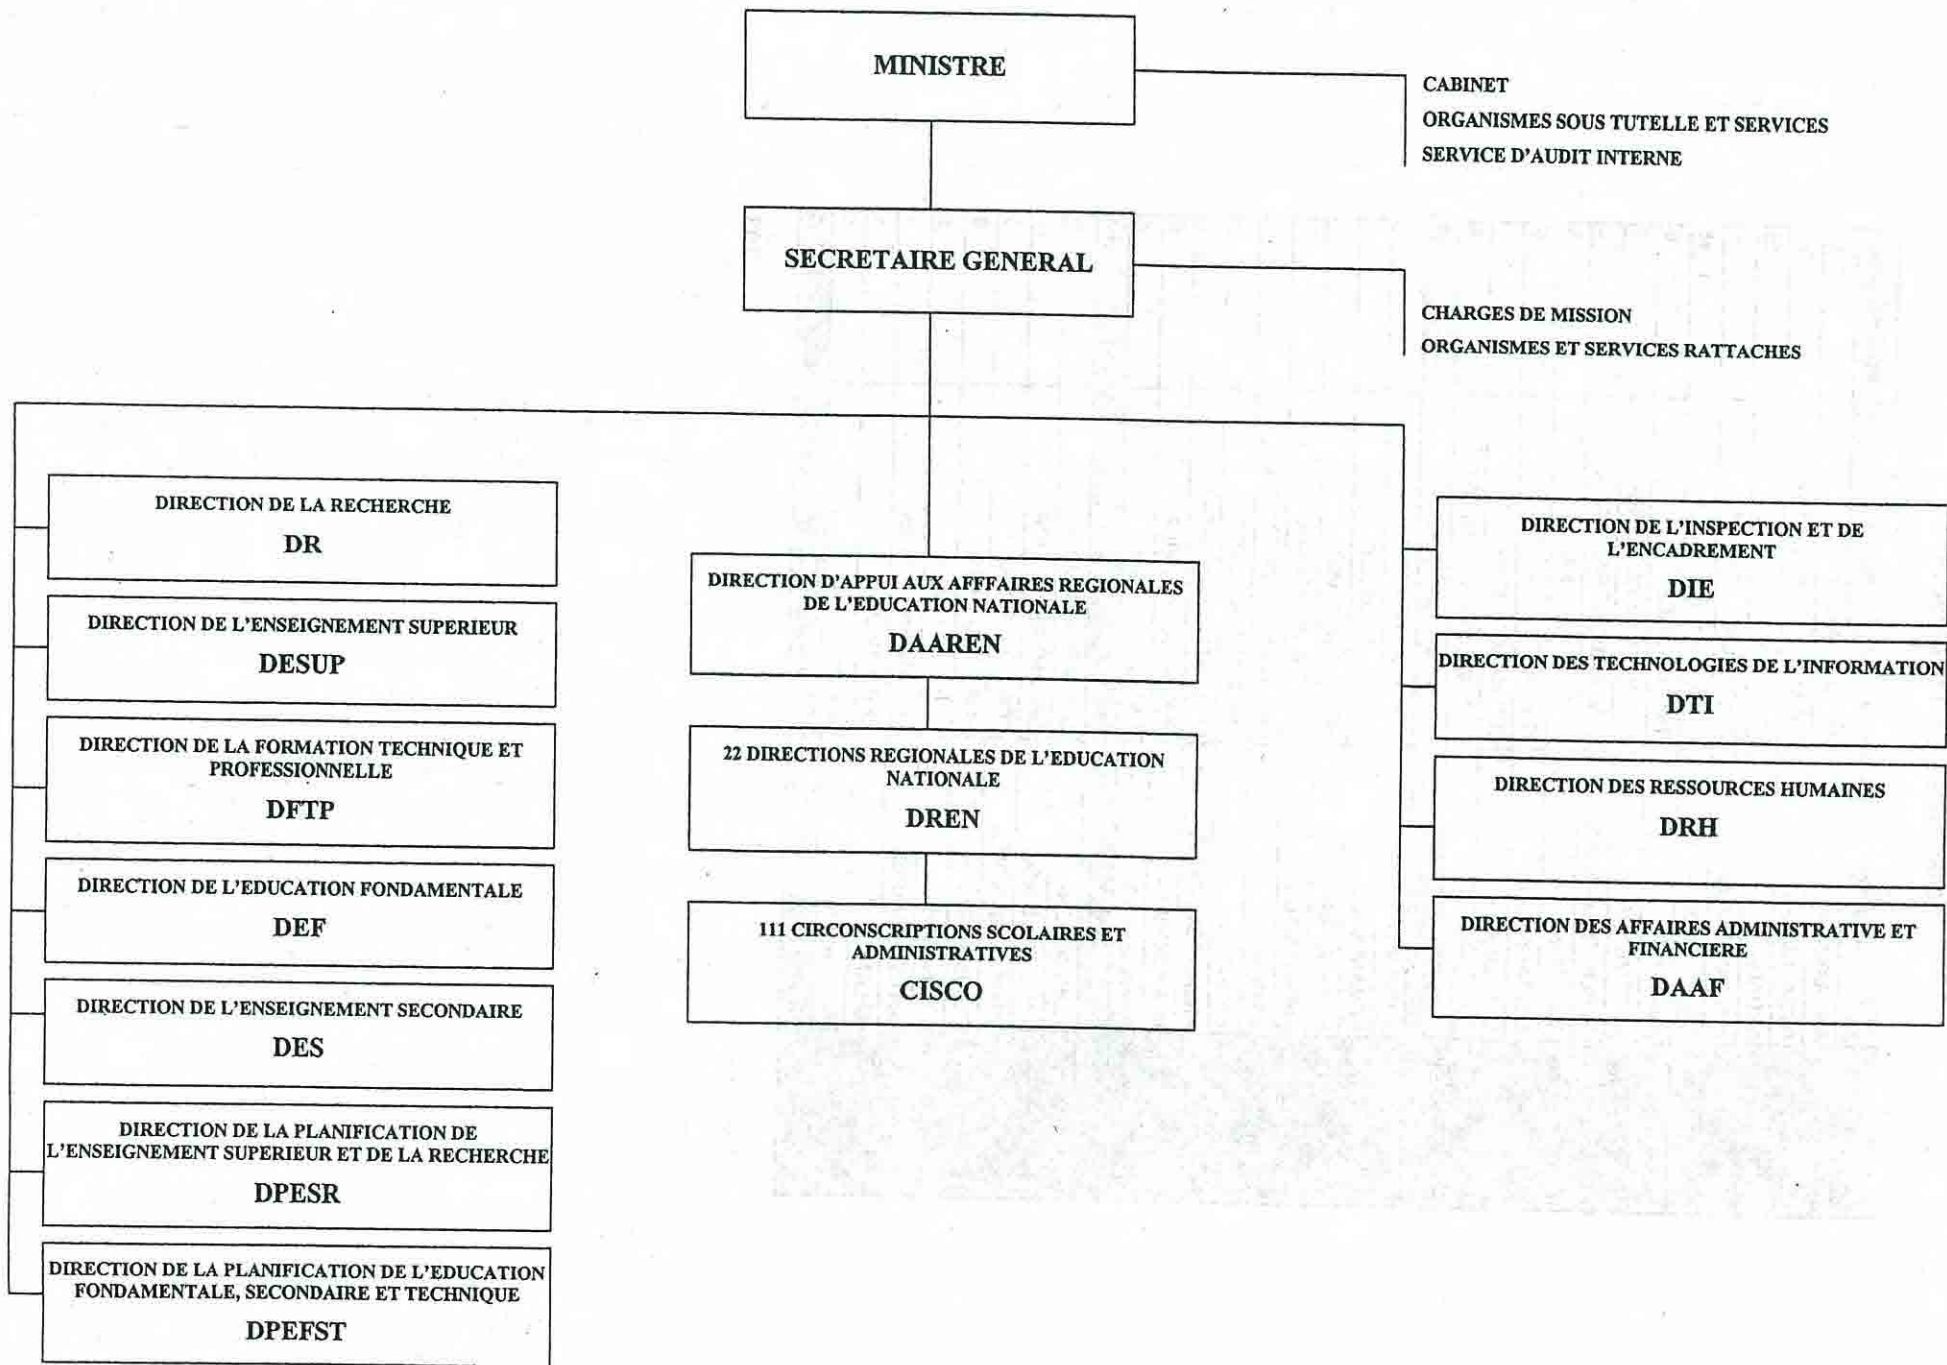 MINISTRE
CABINET
ORGANISMES SOUS TUTELLE ET SERVICES
SERVICE D'AUDIT INTERNE
SECRETAIRE GENERAL
CHARGES DE MISSION
ORGANISMES ET SERVICES RATTACHES
DIRECTION DE LA RECHERCHE
DR
DIRECTION DE L'ENSEIGNEMENT SUPERIEUR
DESUP
DIRECTION DE LA FORMATION TECHNIQUE ET
PROFESSIONNELLE
DFTP
DIRECTION DE L'EDUCATION FONDAMENTALE
DEF
DIRECTION DE L'ENSEIGNEMENT SECONDAIRE
DES
DIRECTION DE LA PLANIFICATION DE
L'ENSEIGNEMENT SUPERIEUR ET DE LA RECHERCHE
DPESR
DIRECTION DE LA PLANIFICATION DE L'EDUCATION
FONDAMENTALE, SECONDAIRE ET TECHNIQUE
DPEFST
DIRECTION D'APPUI AUX AFFFAIRES REGIONALES
DE L'EDUCATION NATIONALE
DAAREN
22 DIRECTIONS REGIONALES DE L'EDUCATION
NATIONALE
DREN
111 CIRCONSCRIPTIONS SCOLAIRES ET
ADMINISTRATIVES
CISCO
DIRECTION DE L'INSPECTION ET DE
L'ENCADREMENT
DIE
DIRECTION DES TECHNOLOGIES DE L'INFORMATION
DTI
DIRECTION DES RESSOURCES HUMAINES
DRH
DIRECTION DES AFFAIRES ADMINISTRATIVE ET
FINANCIERE
DAAF